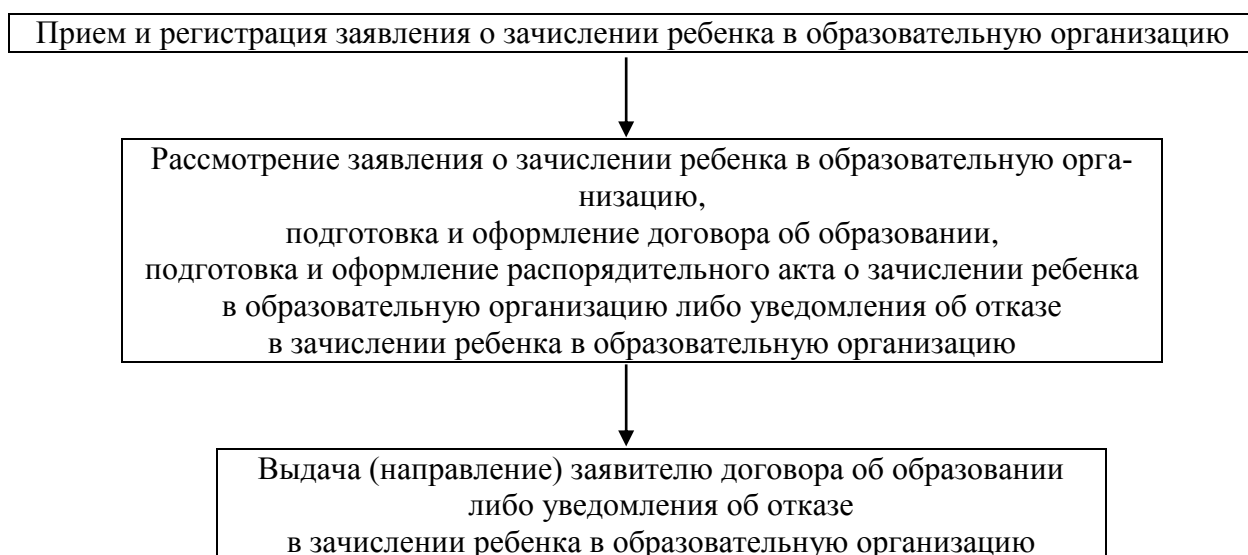 Прием и регистрация заявления о зачислении ребенка в образовательную организацию
Рассмотрение заявления о зачислении ребенка в образовательную орга-
низацию,
подготовка и оформление договора об образовании,
подготовка и оформление распорядительного акта о зачислении ребенка
в образовательную организацию либо уведомления об отказе
в зачислении ребенка в образовательную организацию
Выдача (направление) заявителю договора об образовании
либо уведомления об отказе
в зачислении ребенка в образовательную организацию